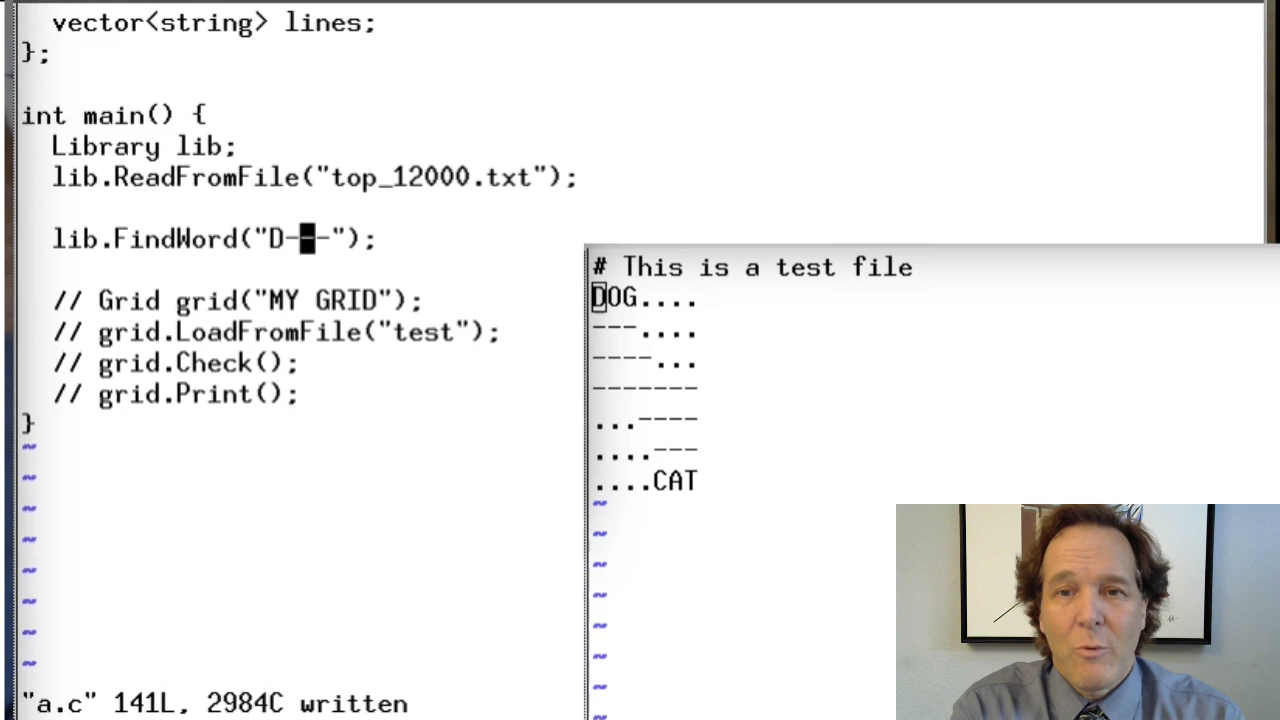 vector<string> lines;
};
int main() {
Library lib;
lib.ReadFromFile("top_12000.txt");
lib.FindWord("D---");
// Grid grid("MY GRID");
// grid.LoadFromFile("test");
// grid.Check();
// grid.Print();
}
~
~
~
~
~
~
~
~
"a.c" 141L, 2984C written
# This is a test file
DOG....
---....
----...
-------
...----
....---
....CAT
~
~
~
~
~
~
~
~